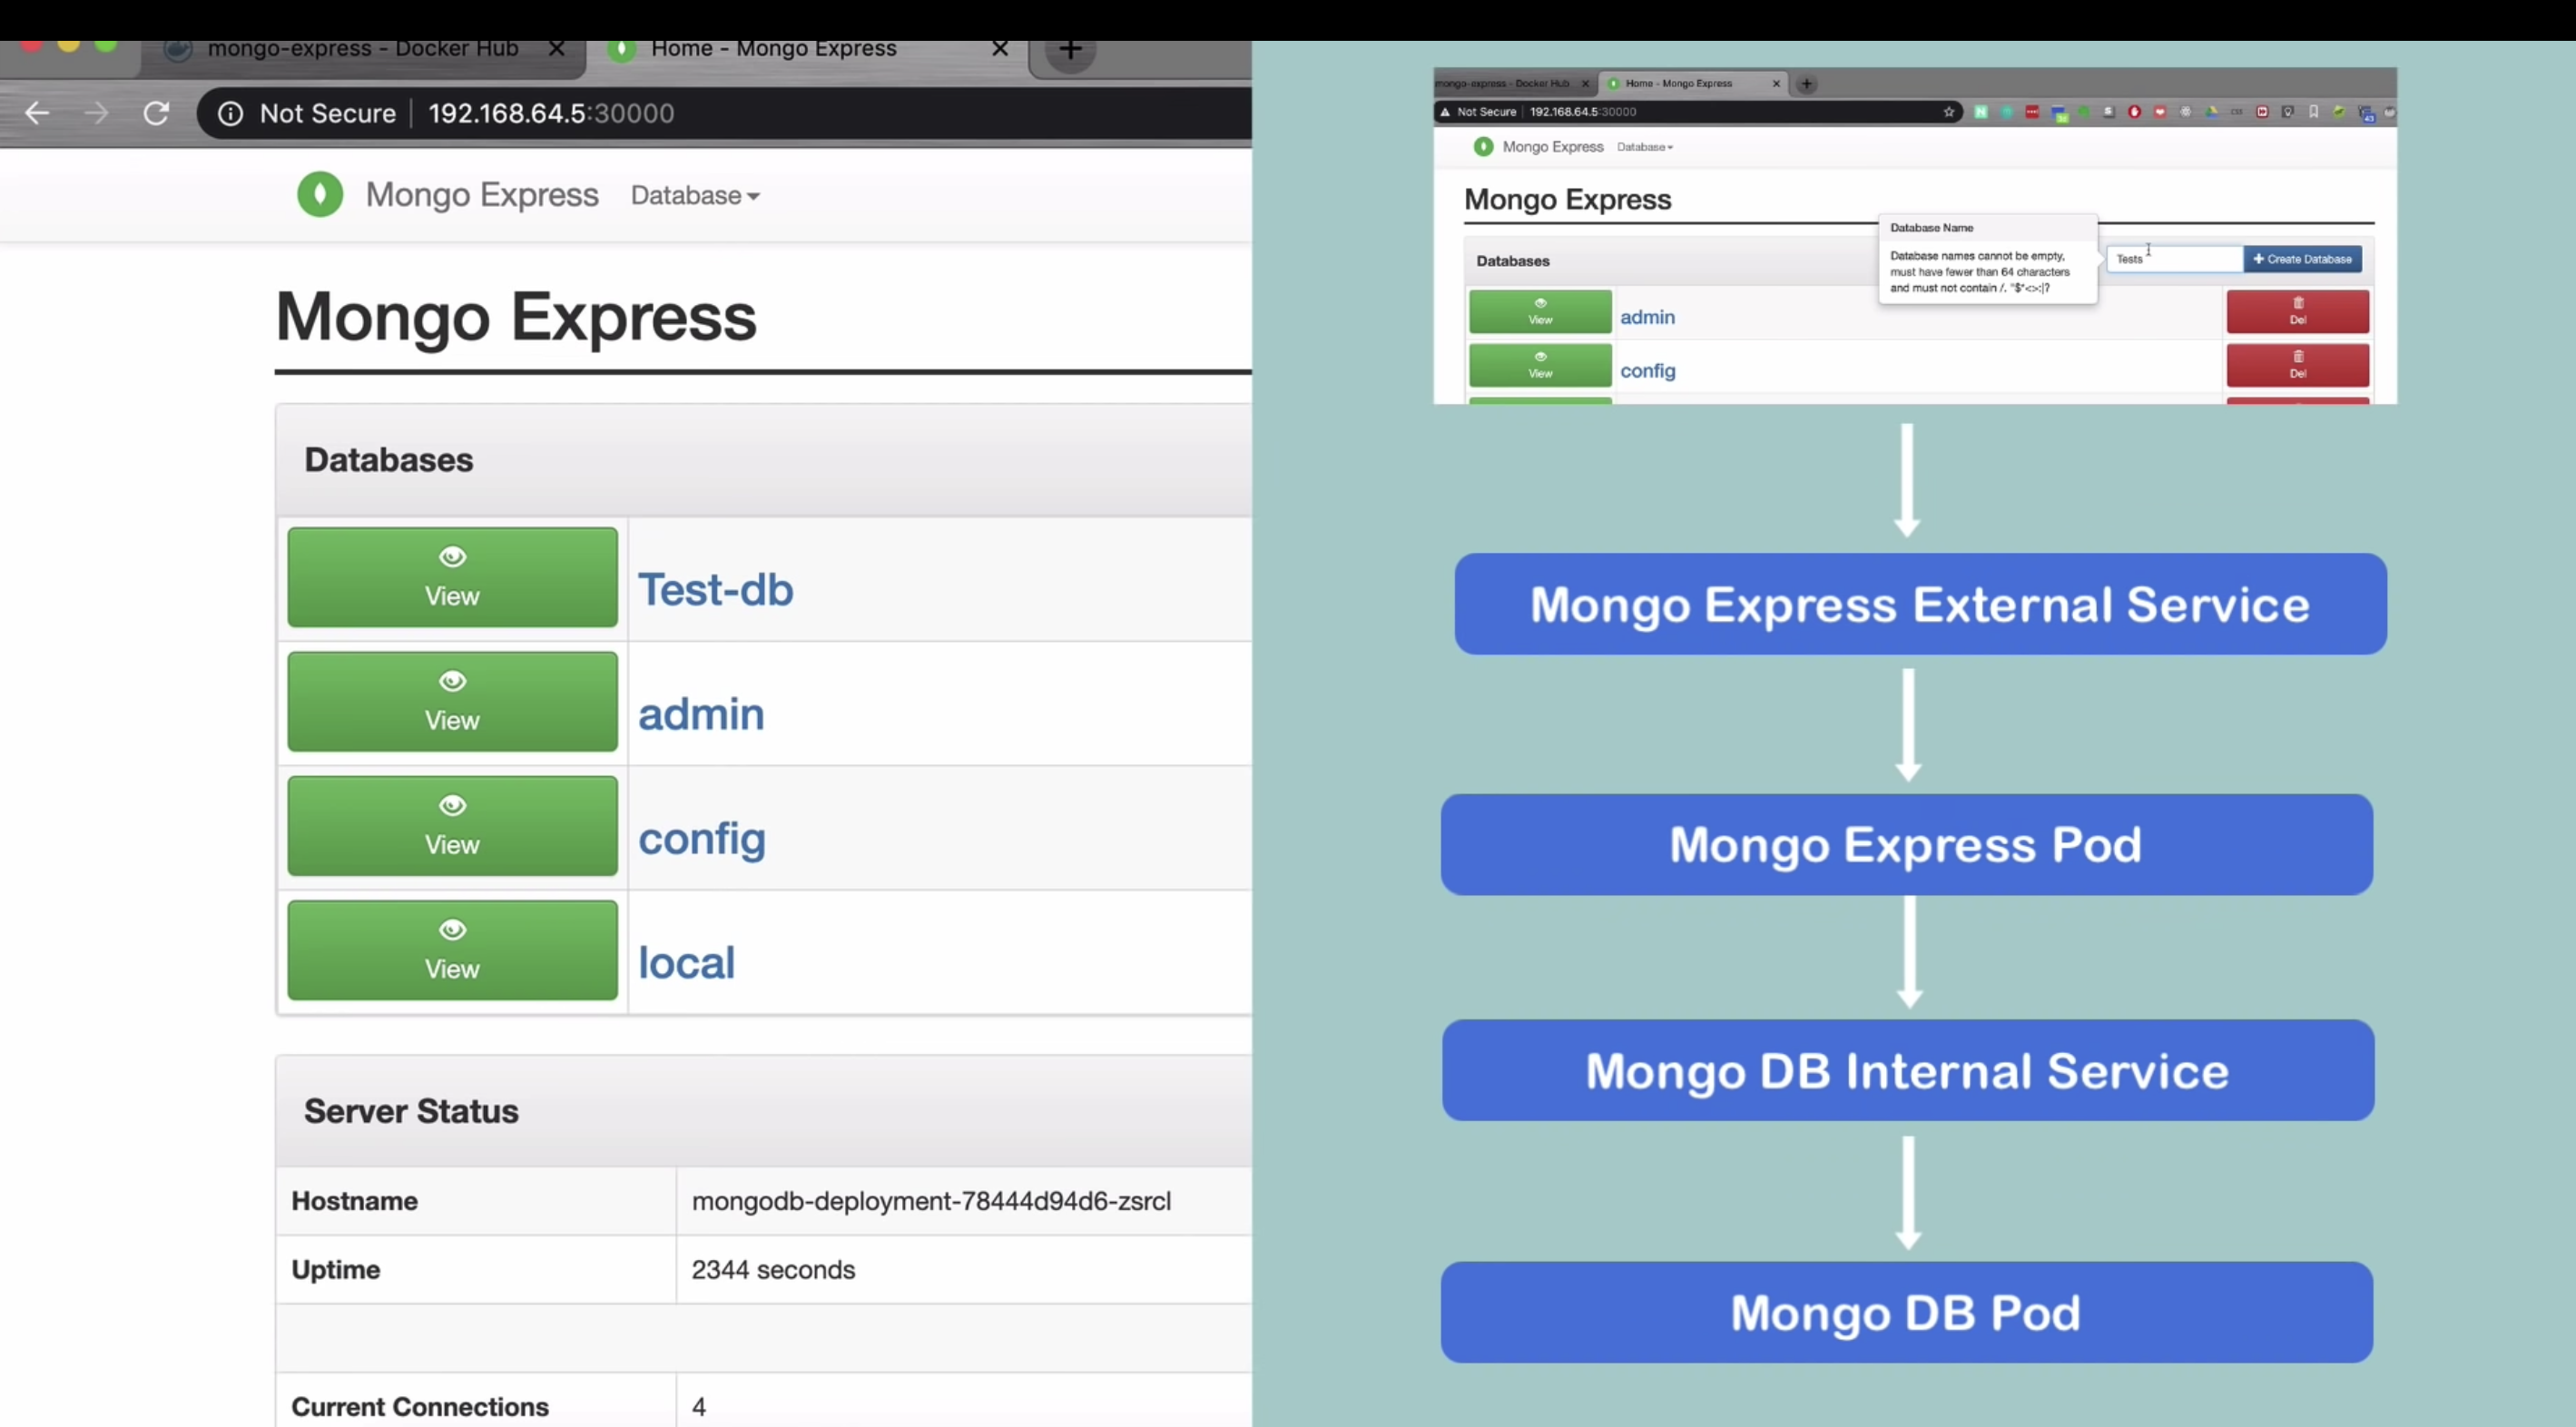 mongo-express - Docker Hub
Home - Mongo Express
Not Secure
192.168.64.5:30000
Mongo Express
Database
Mongo Express
Databases
View
Test-db
View
admin
View
config
View
local
Server Status
Hostname
mongodb-deployment-78444d94d6-zsrcl
Uptime
2344 seconds
Current Connections
4
mongo-express - Docker Hub
Home - Mongo Express
Not Secure
192.168.64.5:30000
Mongo Express
Database
Mongo Express
Database Name
Database names cannot be empty,
must have fewer than 64 characters
and must not contain
Databases
Tests
+ Create Database
View
admin
Del
View
config
Del
Mongo Express External Service
Mongo Express Pod
Mongo DB Internal Service
Mongo DB Pod